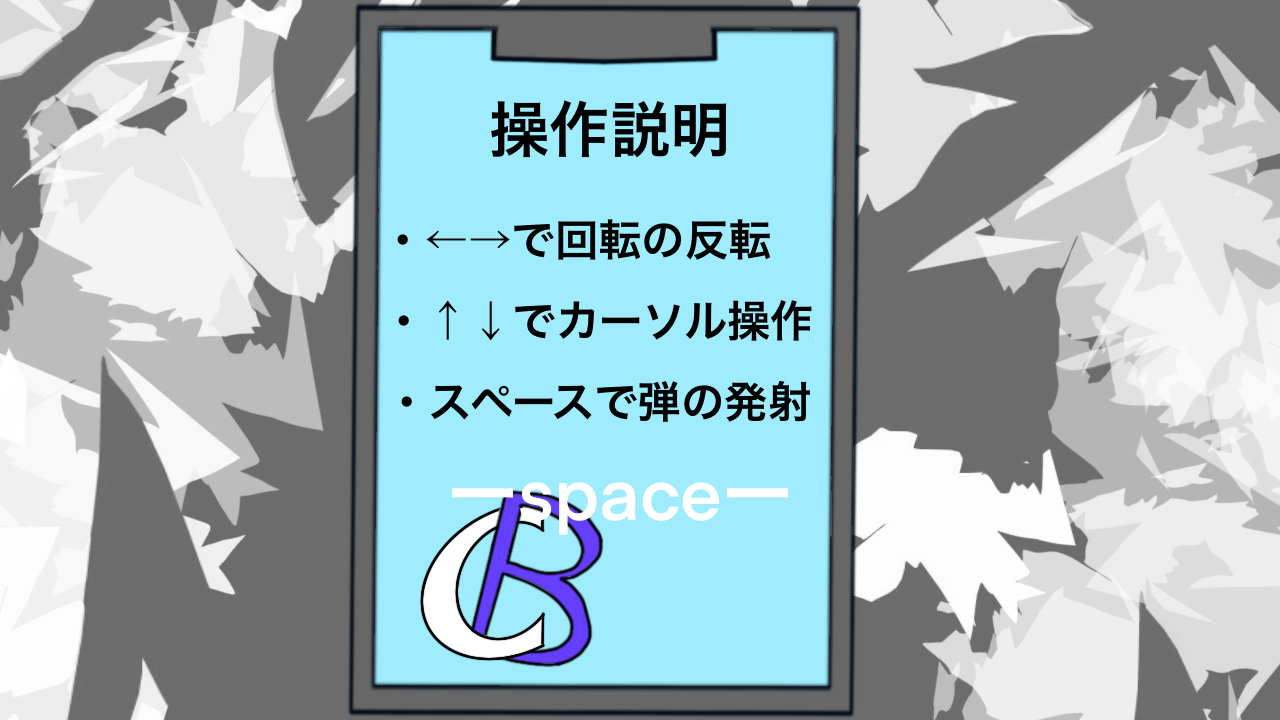 操作説明
・←→で回転の反転
・↑↓でカーソル操作
・スペースで弾の発射
ーspaceー
CB